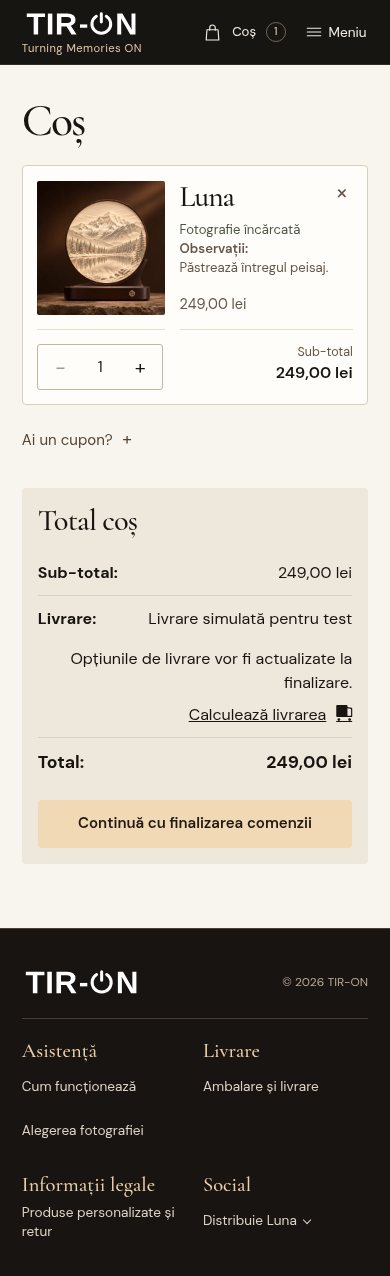 TIR-ON
Turning Memories ON
Coș 1 Meniu
Coș
Luna ×
Fotografie încărcată
Observații:
Păstrează întregul peisaj.
249,00 lei
− 1 +
Sub-total
249,00 lei
Ai un cupon? +
Total coș
Sub-total: 249,00 lei
Livrare: Livrare simulată pentru test
Opțiunile de livrare vor fi actualizate la
finalizare.
Calculează livrarea
Total: 249,00 lei
Continuă cu finalizarea comenzii
TIR-ON © 2026 TIR-ON
Asistență
Cum funcționează
Alegerea fotografiei
Livrare
Ambalare și livrare
Informații legale
Produse personalizate și
retur
Social
Distribuie Luna